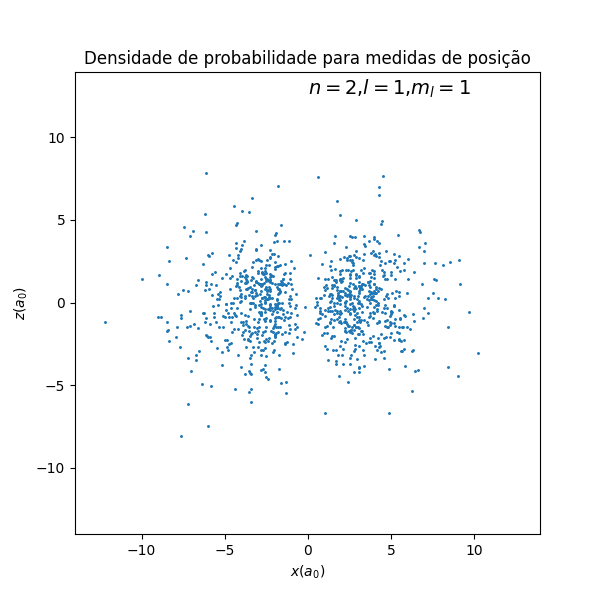 Densidade de probabilidade para medidas de posição
n = 2,l = 1,mₗ = 1
10
5
0
−5
−10
z(a₀)
−10 −5 0 5 10
x(a₀)